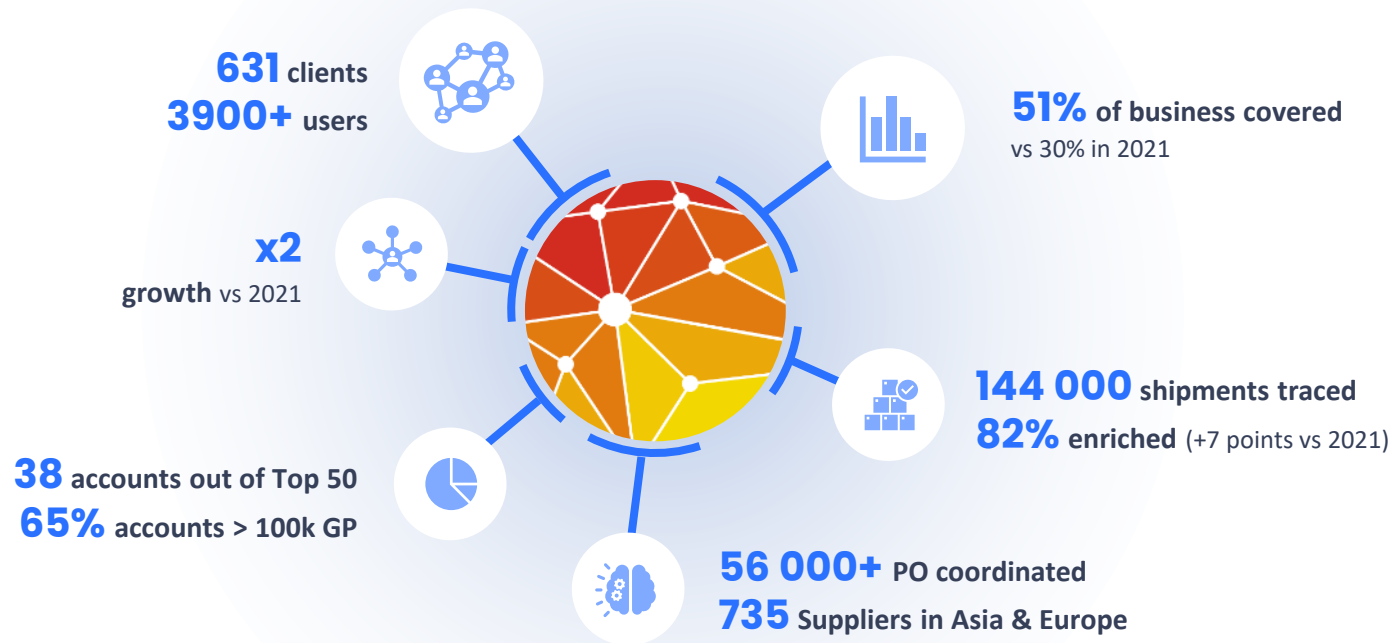 631 clients
3900+ users
51% of business covered
vs 30% in 2021
x2
growth vs 2021
144 000 shipments traced
82% enriched (+7 points vs 2021)
38 accounts out of Top 50
65% accounts > 100k GP
56 000+ PO coordinated
735 Suppliers in Asia & Europe